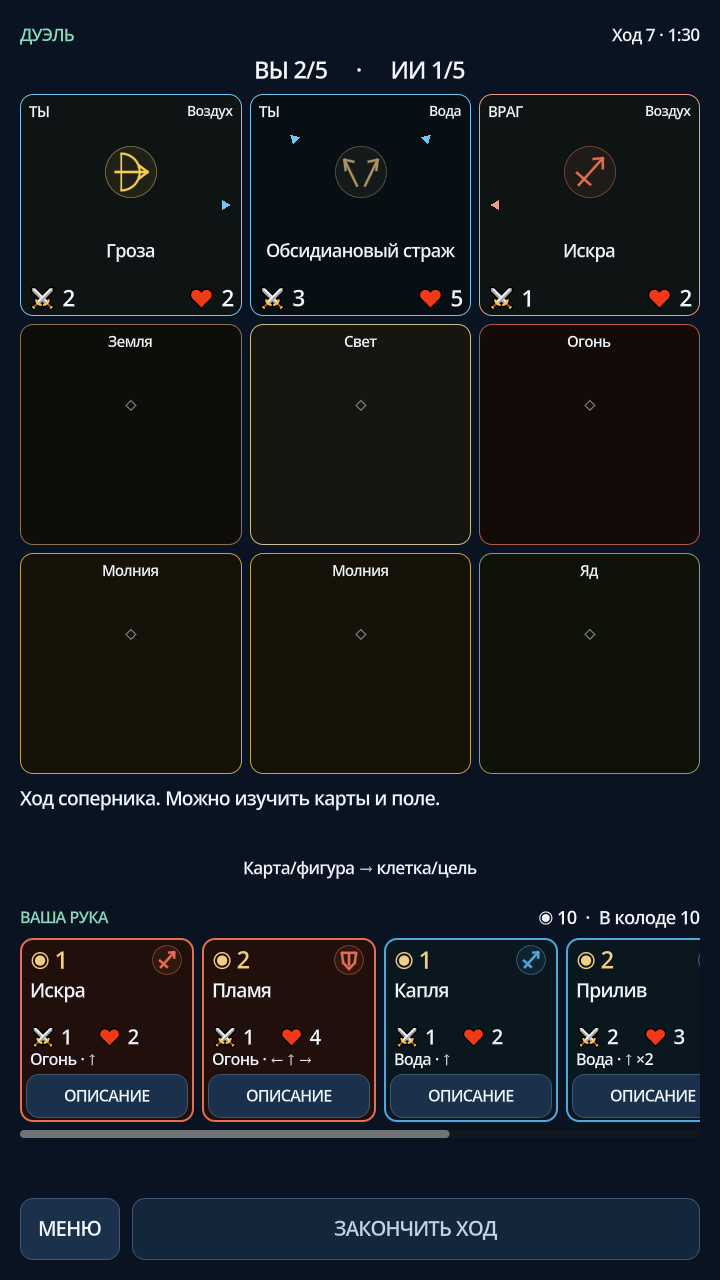 ДУЭЛЬ
Ход 7 · 1:30
ВЫ 2/5 · ИИ 1/5
ТЫ Воздух
Гроза
2 2
ТЫ Вода
Обсидиановый страж
3 5
ВРАГ Воздух
Искра
1 2
Земля
Свет
Огонь
Молния
Молния
Яд
Ход соперника. Можно изучить карты и поле.
Карта/фигура → клетка/цель
ВАША РУКА
◉ 10 · В колоде 10
◉ 1
Искра
1 2
Огонь · ↑
ОПИСАНИЕ
◉ 2
Пламя
1 4
Огонь · ← ↑ →
ОПИСАНИЕ
◉ 1
Капля
1 2
Вода · ↑
ОПИСАНИЕ
◉ 2
Прилив
2 3
Вода · ↑ ×2
ОПИСАНИЕ
МЕНЮ
ЗАКОНЧИТЬ ХОД